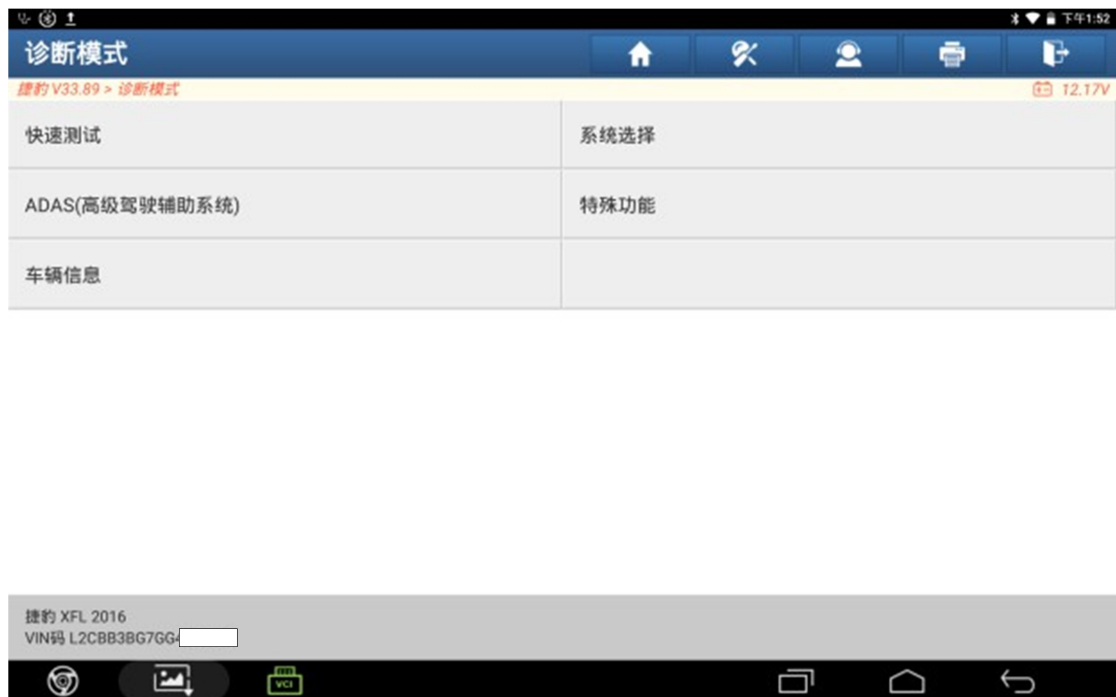 下午1:52
诊断模式
捷豹 V33.89 > 诊断模式
12.17V
快速测试
系统选择
ADAS(高级驾驶辅助系统)
特殊功能
车辆信息
捷豹 XFL 2016
VIN码 L2CBB3BG7GG4
VCI